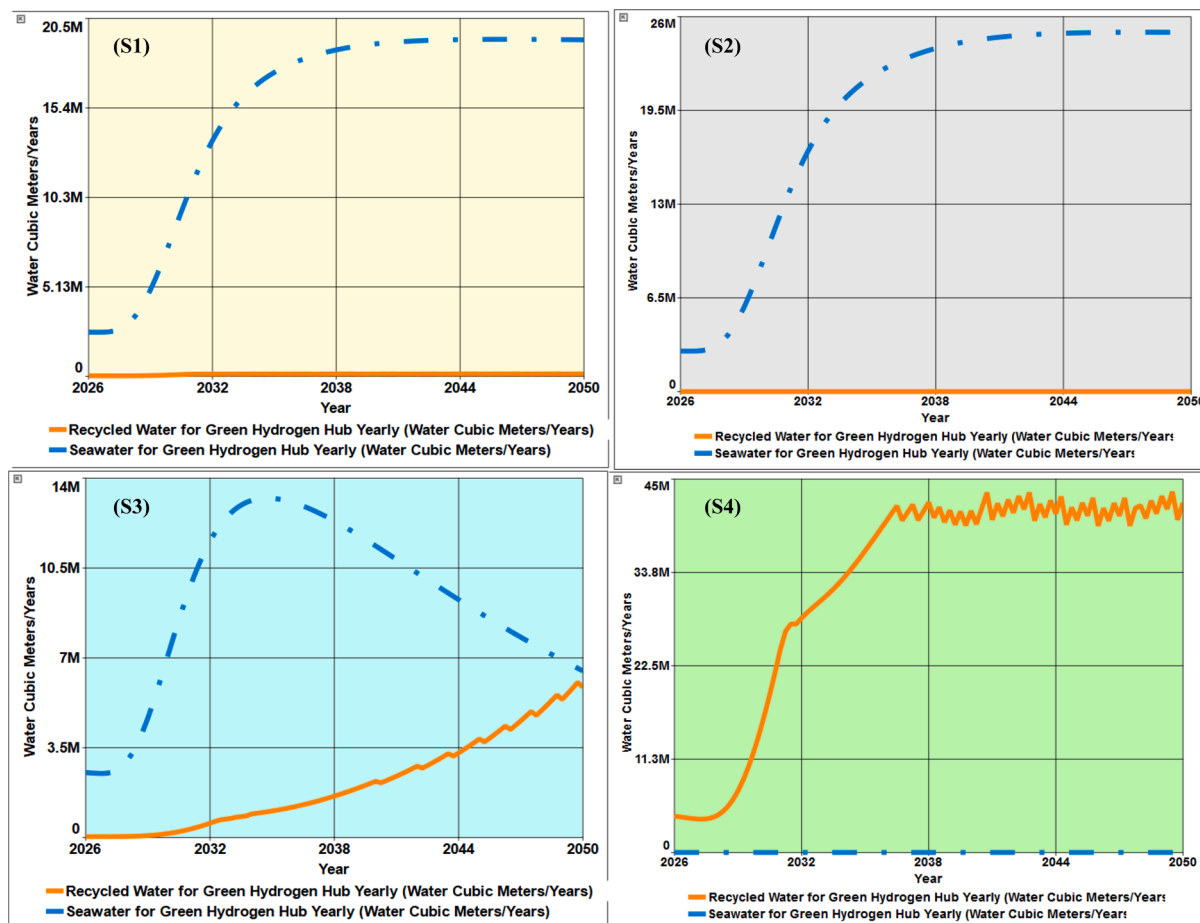 (S1)
20.5M
15.4M
10.3M
5.13M
0
Water Cubic Meters/Years
2026
2032
2038
2044
2050
Year
Recycled Water for Green Hydrogen Hub Yearly (Water Cubic Meters/Years)
Seawater for Green Hydrogen Hub Yearly (Water Cubic Meters/Years)
(S2)
26M
19.5M
13M
6.5M
0
Water Cubic Meters/Years
2026
2032
2038
2044
2050
Year
Recycled Water for Green Hydrogen Hub Yearly (Water Cubic Meters/Years
Seawater for Green Hydrogen Hub Yearly (Water Cubic Meters/Years
(S3)
14M
10.5M
7M
3.5M
0
Water Cubic Meters/Years
2026
2032
2038
2044
2050
Year
Recycled Water for Green Hydrogen Hub Yearly (Water Cubic Meters/Years)
Seawater for Green Hydrogen Hub Yearly (Water Cubic Meters/Years)
(S4)
45M
33.8M
22.5M
11.3M
0
Water Cubic Meters/Years
2026
2032
2038
2044
2050
Year
Recycled Water for Green Hydrogen Hub Yearly (Water Cubic Meters/Years
Seawater for Green Hydrogen Hub Yearly (Water Cubic Meters/Years